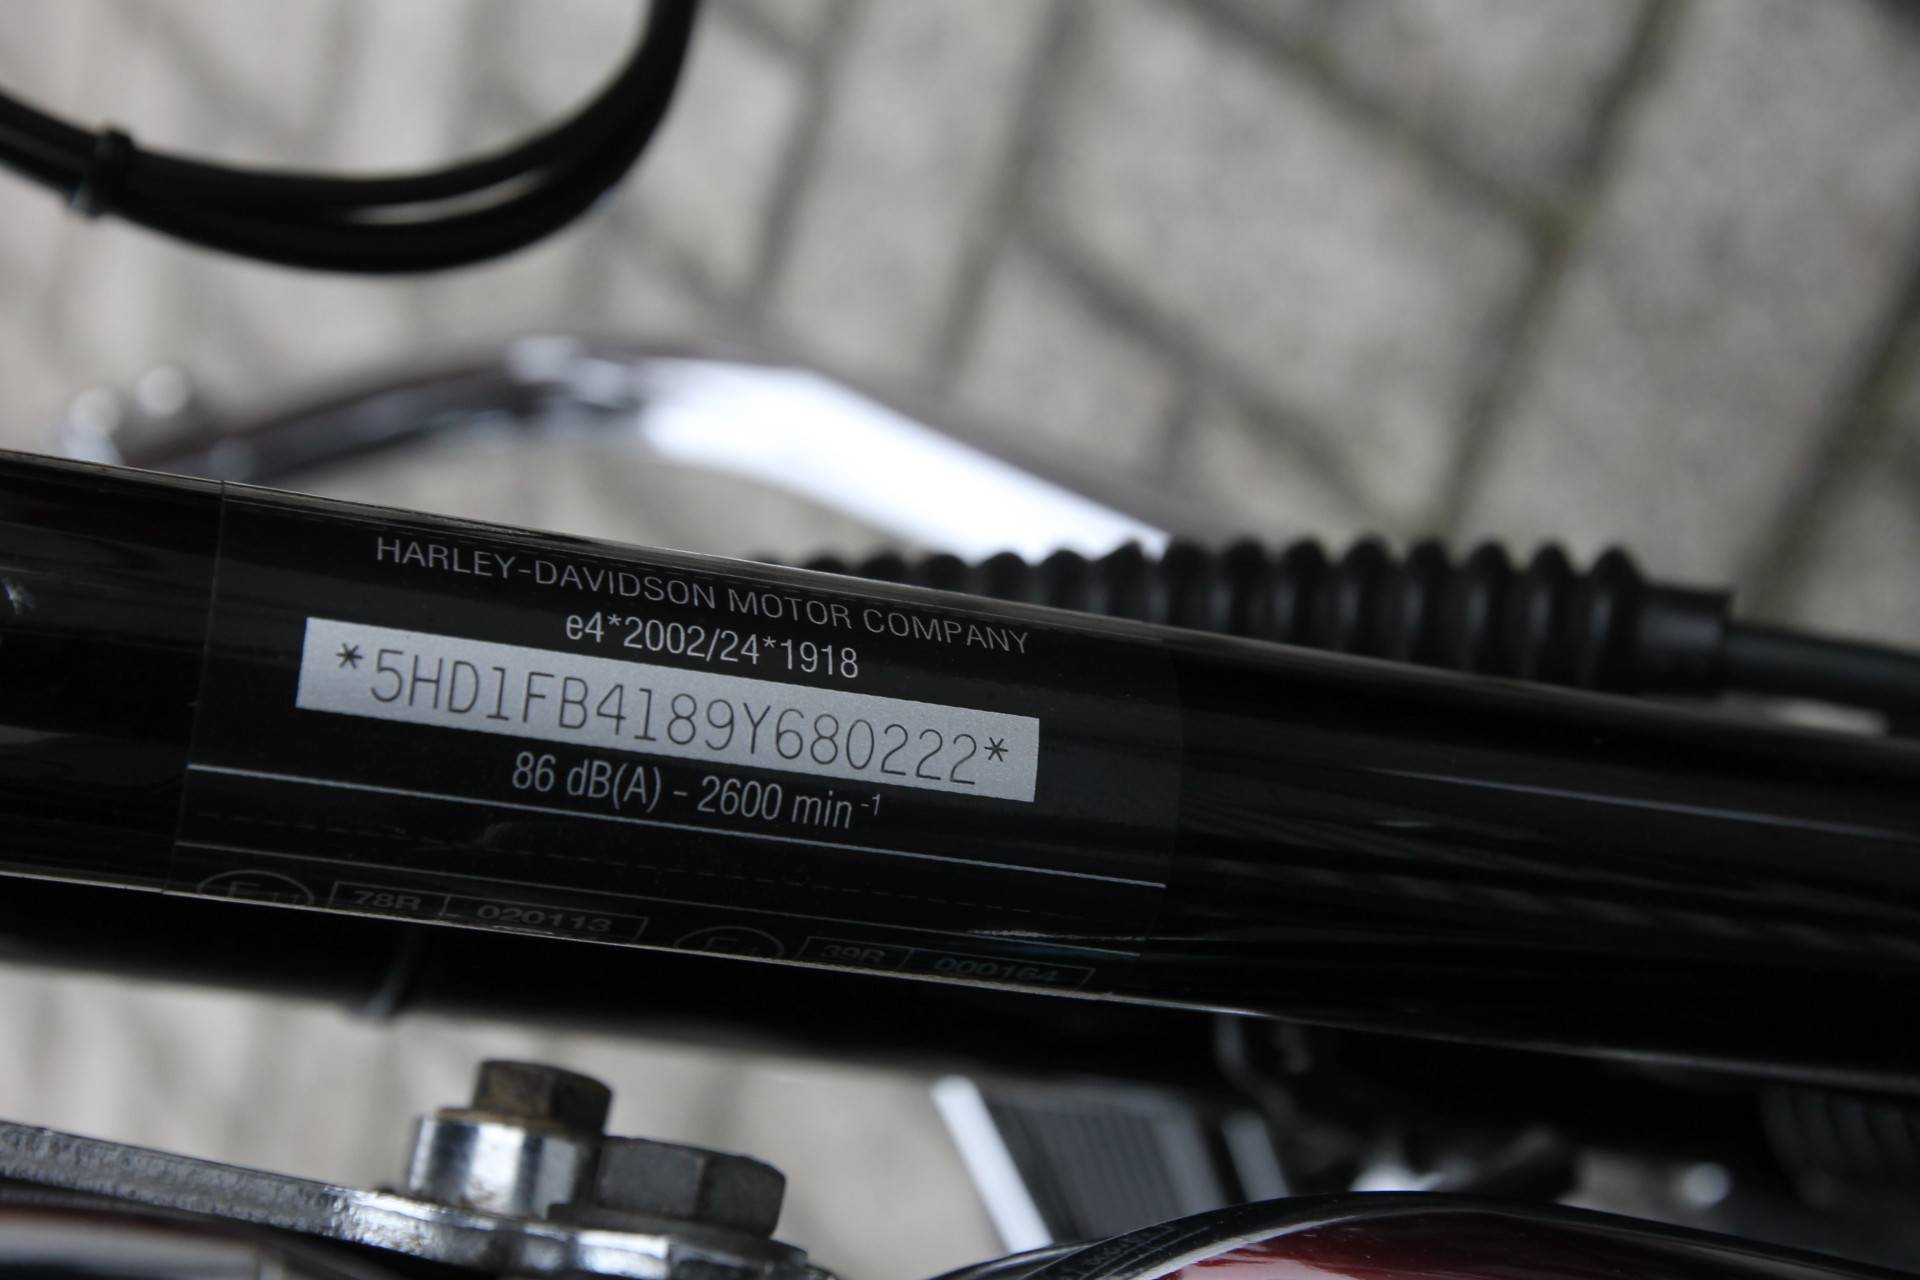 HARLEY-DAVIDSON MOTOR COMPANY
e4*2002/24*1918
*5HD1FB4189Y680222*
86 dB(A) - 2600 min⁻¹
78R 020113 39R 000164